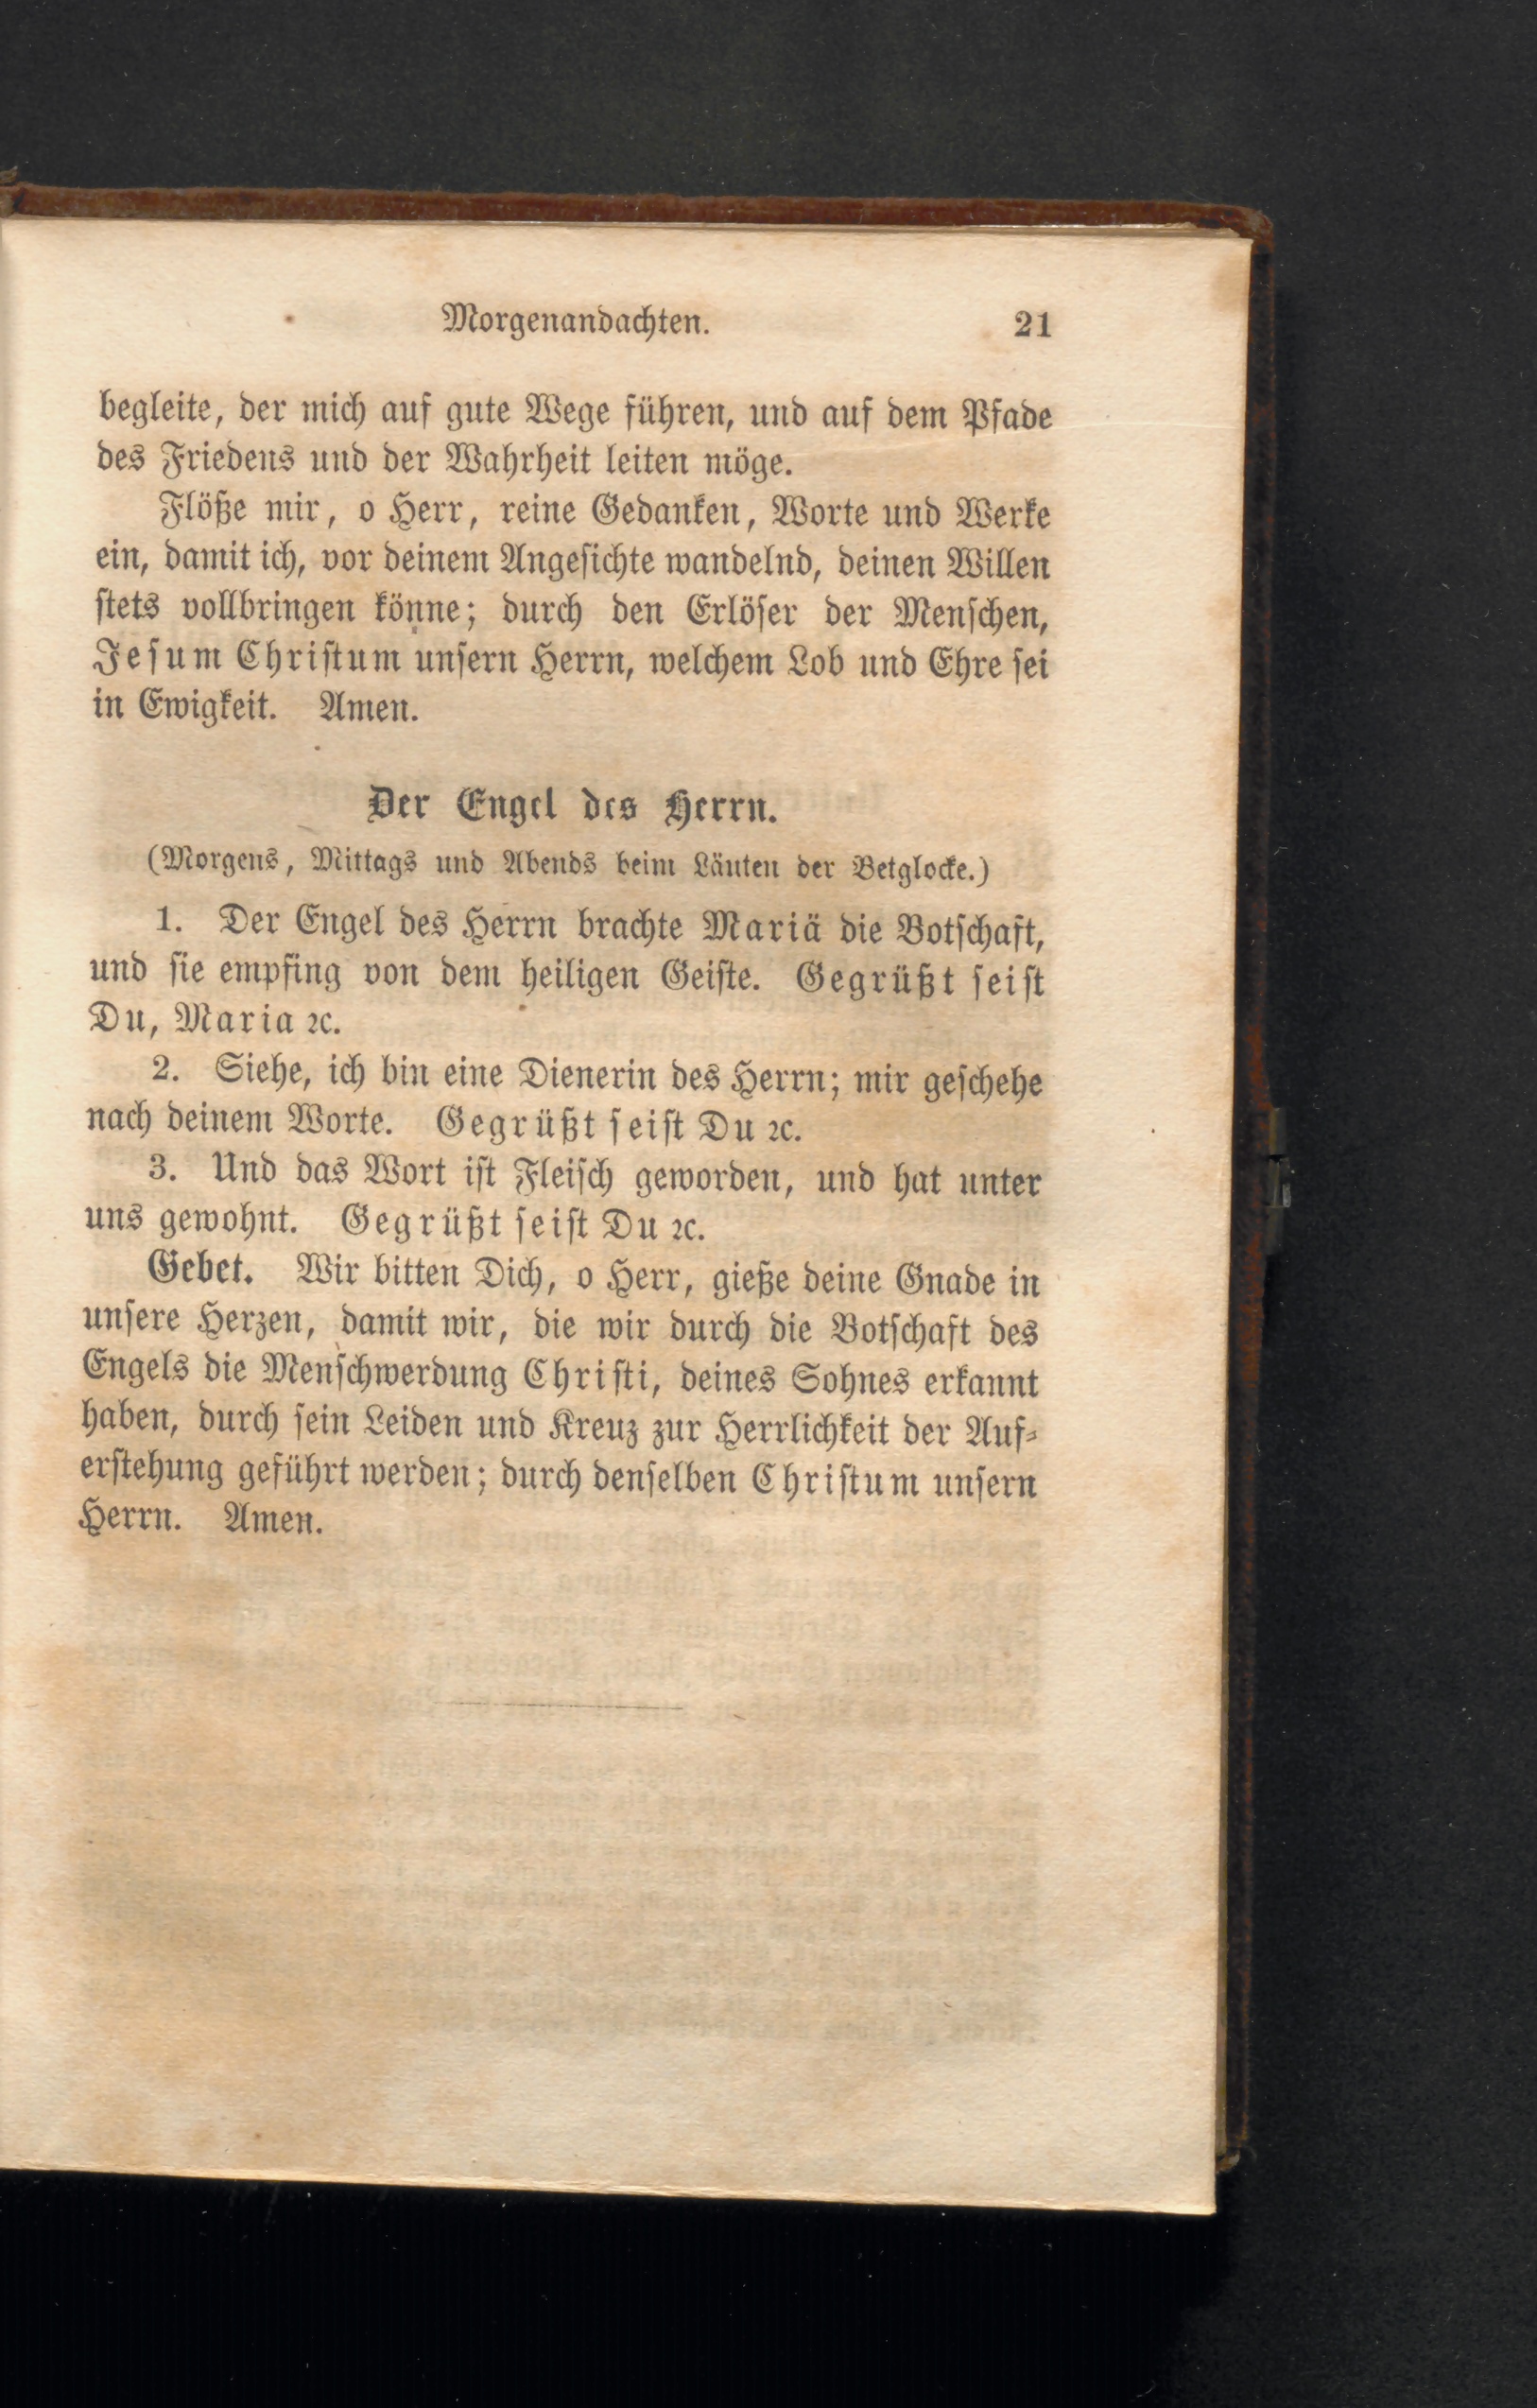 Morgenandachten. 21
begleite, der mich auf gute Wege führen, und auf dem Pfade
des Friedens und der Wahrheit leiten möge.
Flöße mir, o Herr, reine Gedanken, Worte und Werke
ein, damit ich, vor deinem Angesichte wandelnd, deinen Willen
stets vollbringen könne; durch den Erlöser der Menschen,
Jesum Christum unsern Herrn, welchem Lob und Ehre sei
in Ewigkeit. Amen.
Der Engel des Herrn.
(Morgens, Mittags und Abends beim Läuten der Betglocke.)
1. Der Engel des Herrn brachte Mariä die Botschaft,
und sie empfing von dem heiligen Geiste. Gegrüßt seist
Du, Maria ꝛc.
2. Siehe, ich bin eine Dienerin des Herrn; mir geschehe
nach deinem Worte. Gegrüßt seist Du ꝛc.
3. Und das Wort ist Fleisch geworden, und hat unter
uns gewohnt. Gegrüßt seist Du ꝛc.
Gebet. Wir bitten Dich, o Herr, gieße deine Gnade in
unsere Herzen, damit wir, die wir durch die Botschaft des
Engels die Menschwerdung Christi, deines Sohnes erkannt
haben, durch sein Leiden und Kreuz zur Herrlichkeit der Auf-
erstehung geführt werden; durch denselben Christum unsern
Herrn. Amen.